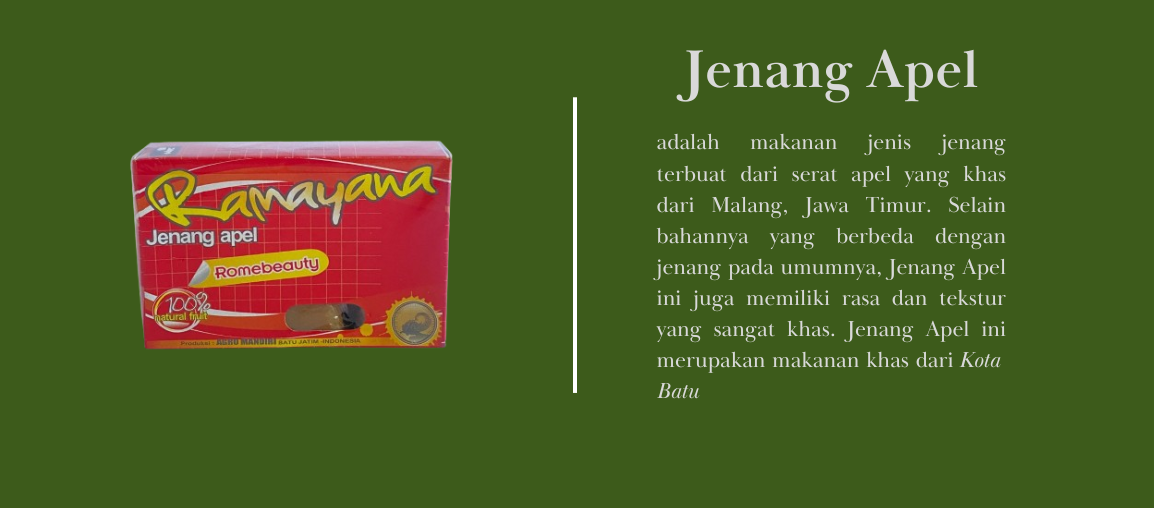 Ramayana
Jenang apel
Romebeauty
100%
natural fruit
Produksi : AGRO MANDIRI BATU JATIM -INDONESIA
Jenang Apel
adalah makanan jenis jenang
terbuat dari serat apel yang khas
dari Malang, Jawa Timur. Selain
bahannya yang berbeda dengan
jenang pada umumnya, Jenang Apel
ini juga memiliki rasa dan tekstur
yang sangat khas. Jenang Apel ini
merupakan makanan khas dari Kota
Batu